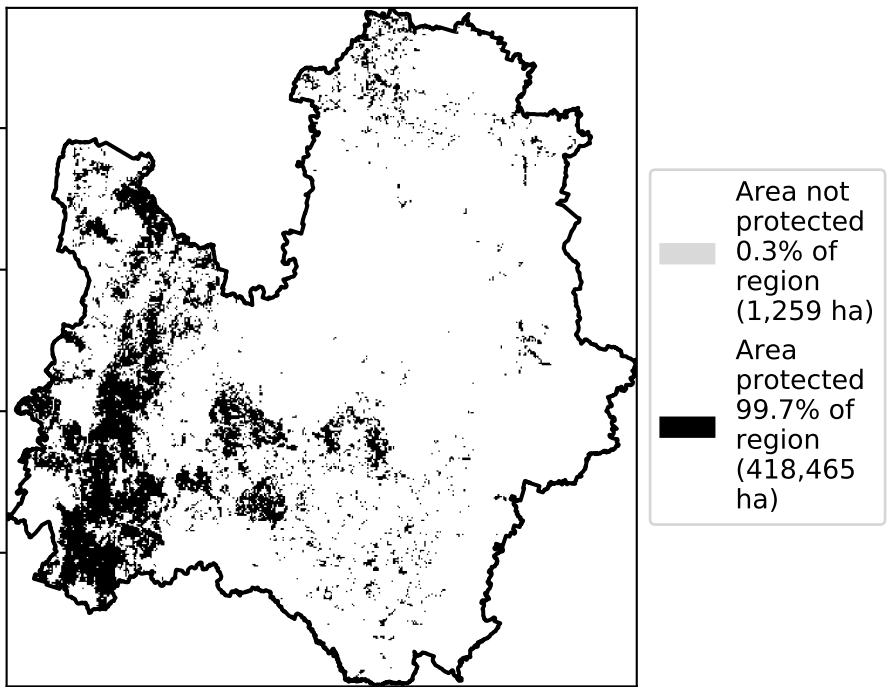 Area not
protected
0.3% of
region
(1,259 ha)
Area
protected
99.7% of
region
(418,465
ha)